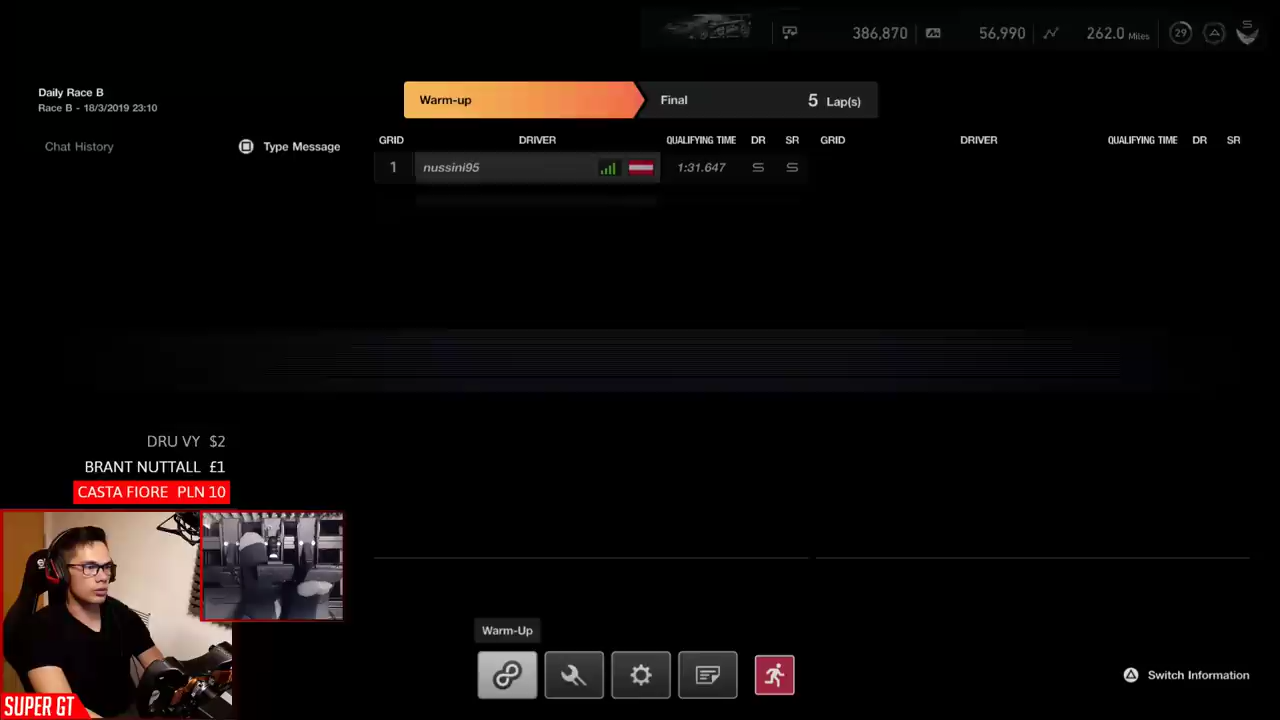 386,870
56,990
262.0 Miles
29
S
Daily Race B
Race B - 18/3/2019 23:10
Warm-up
Final
5 Lap(s)
Chat History
Type Message
GRID DRIVER QUALIFYING TIME DR SR GRID DRIVER QUALIFYING TIME DR SR
1 nussini95 1:31.647 S S
DRU VY $2
BRANT NUTTALL £1
CASTA FIORE PLN 10
Warm-Up
Switch Information
SUPER GT